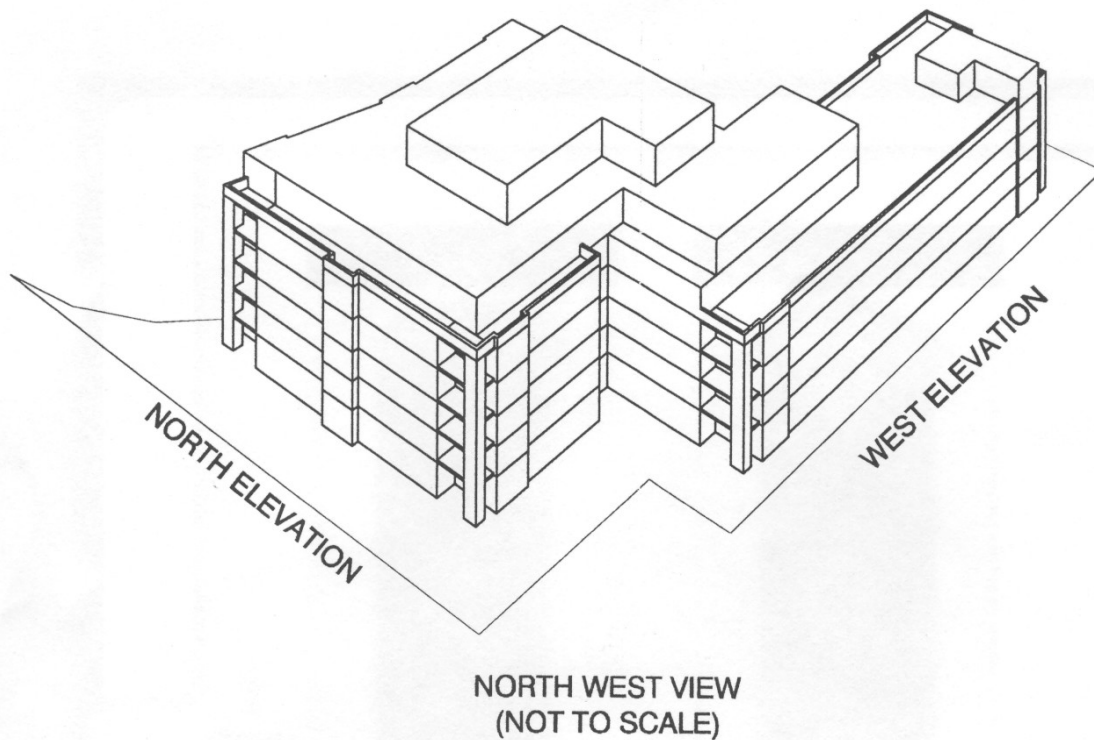 NORTH ELEVATION
WEST ELEVATION
NORTH WEST VIEW
(NOT TO SCALE)